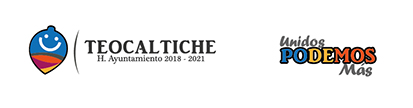 TEOCALTICHE
H. Ayuntamiento 2018 - 2021
Unidos
PODEMOS
Más